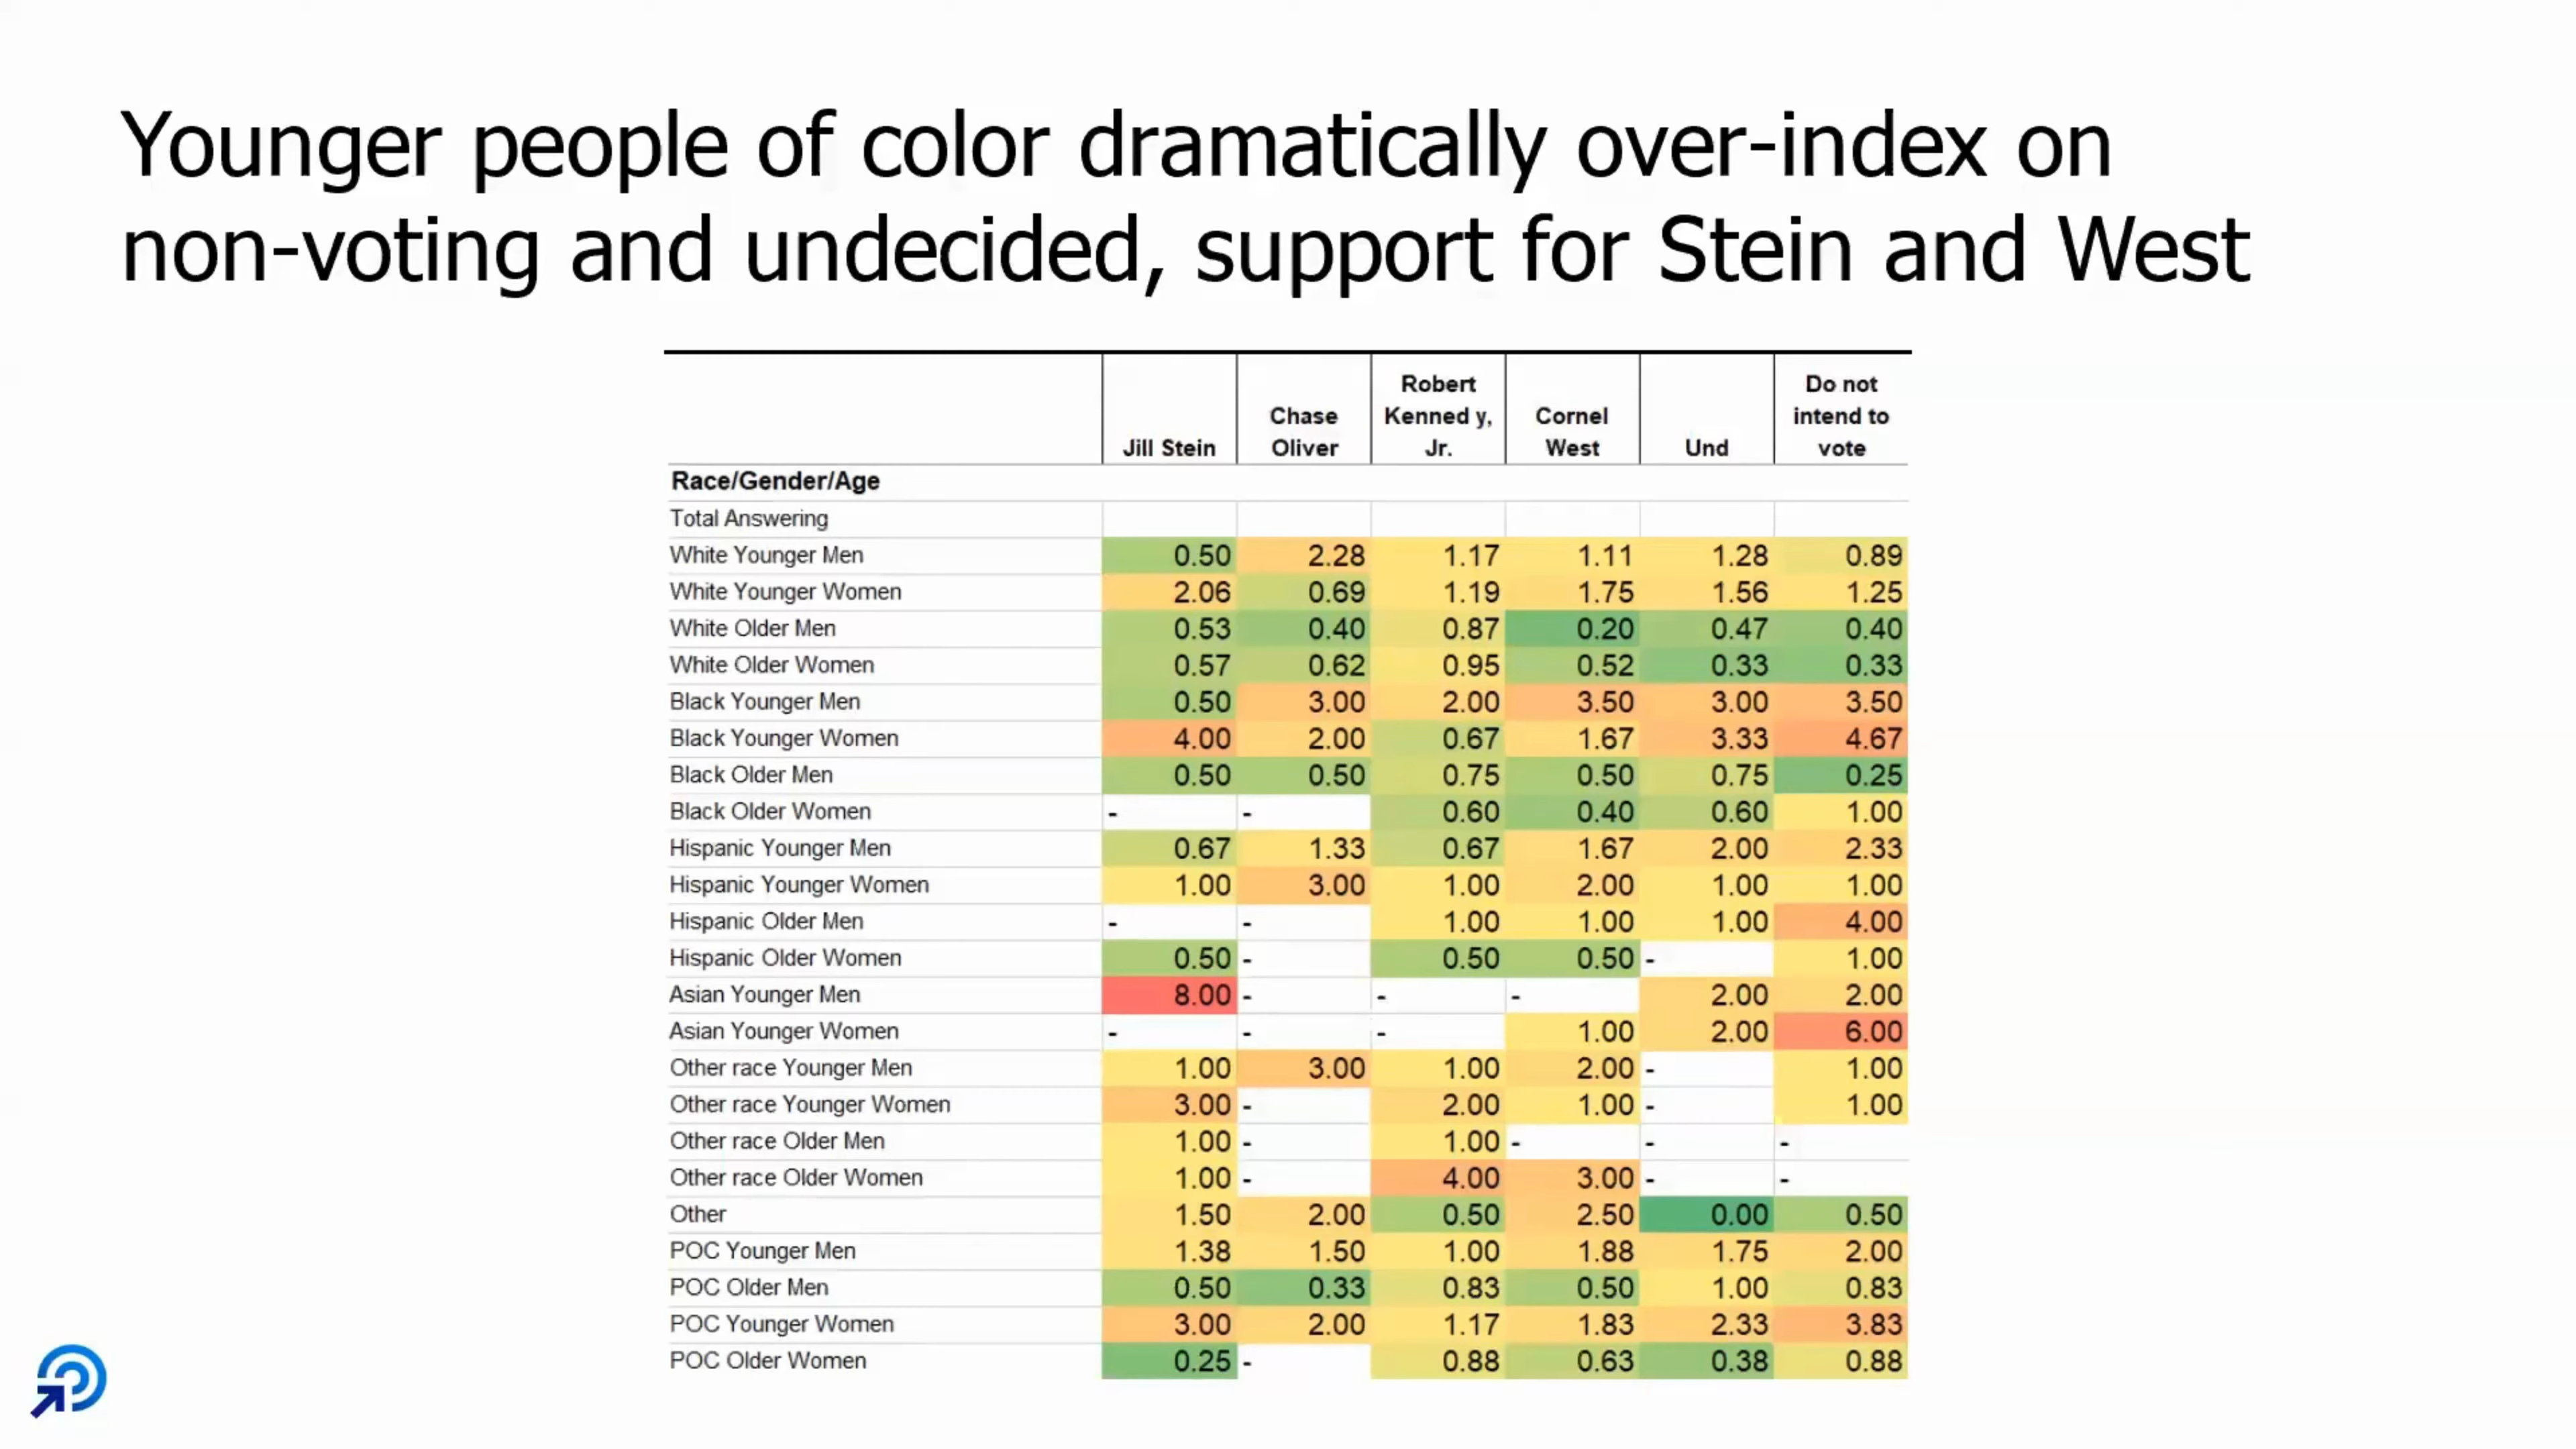 Younger people of color dramatically over-index on
non-voting and undecided, support for Stein and West
Jill Stein Chase Oliver Robert Kenned y, Jr. Cornel West Und Do not intend to vote
Race/Gender/Age
Total Answering
White Younger Men 0.50 2.28 1.17 1.11 1.28 0.89
White Younger Women 2.06 0.69 1.19 1.75 1.56 1.25
White Older Men 0.53 0.40 0.87 0.20 0.47 0.40
White Older Women 0.57 0.62 0.95 0.52 0.33 0.33
Black Younger Men 0.50 3.00 2.00 3.50 3.00 3.50
Black Younger Women 4.00 2.00 0.67 1.67 3.33 4.67
Black Older Men 0.50 0.50 0.75 0.50 0.75 0.25
Black Older Women - - 0.60 0.40 0.60 1.00
Hispanic Younger Men 0.67 1.33 0.67 1.67 2.00 2.33
Hispanic Younger Women 1.00 3.00 1.00 2.00 1.00 1.00
Hispanic Older Men - - 1.00 1.00 1.00 4.00
Hispanic Older Women 0.50 - 0.50 0.50 - 1.00
Asian Younger Men 8.00 - - - 2.00 2.00
Asian Younger Women - - - 1.00 2.00 6.00
Other race Younger Men 1.00 3.00 1.00 2.00 - 1.00
Other race Younger Women 3.00 - 2.00 1.00 - 1.00
Other race Older Men 1.00 - 1.00 - - -
Other race Older Women 1.00 - 4.00 3.00 - -
Other 1.50 2.00 0.50 2.50 0.00 0.50
POC Younger Men 1.38 1.50 1.00 1.88 1.75 2.00
POC Older Men 0.50 0.33 0.83 0.50 1.00 0.83
POC Younger Women 3.00 2.00 1.17 1.83 2.33 3.83
POC Older Women 0.25 - 0.88 0.63 0.38 0.88